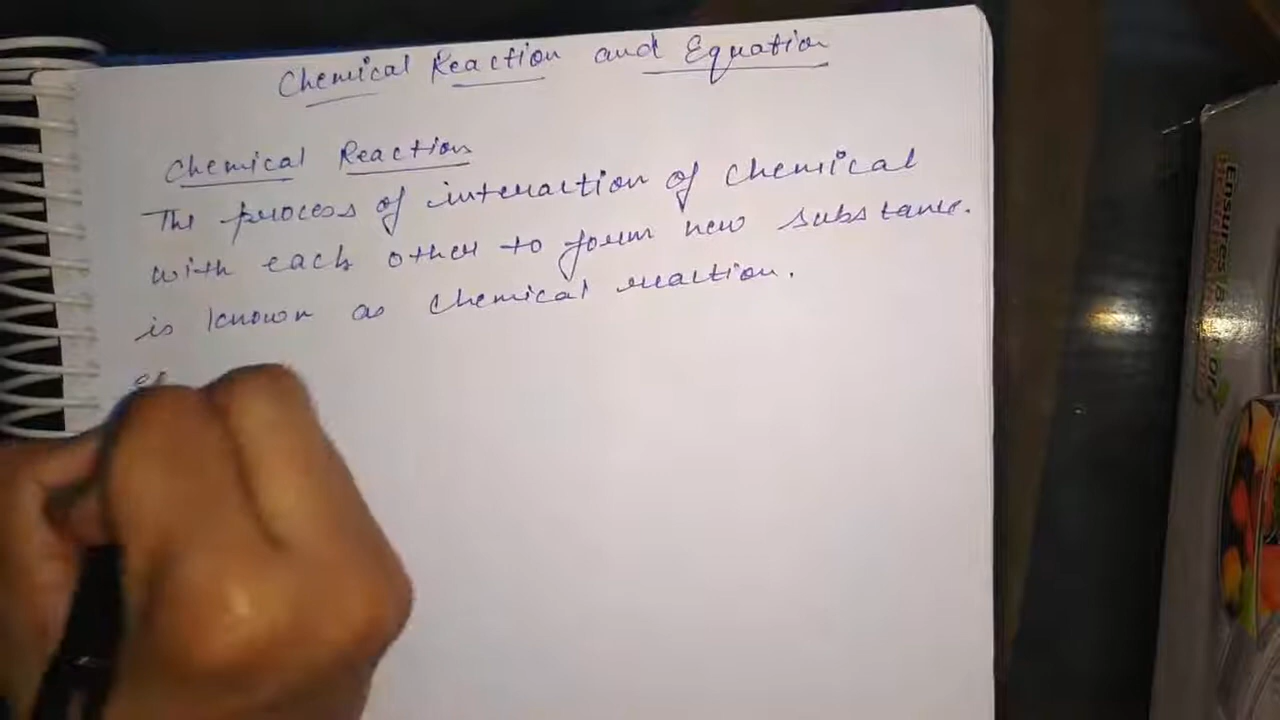 Chemical Reaction and Equation
Chemical Reaction
The process of interaction of chemical
with each other to form new substance.
is known as chemical reaction.
Ensures